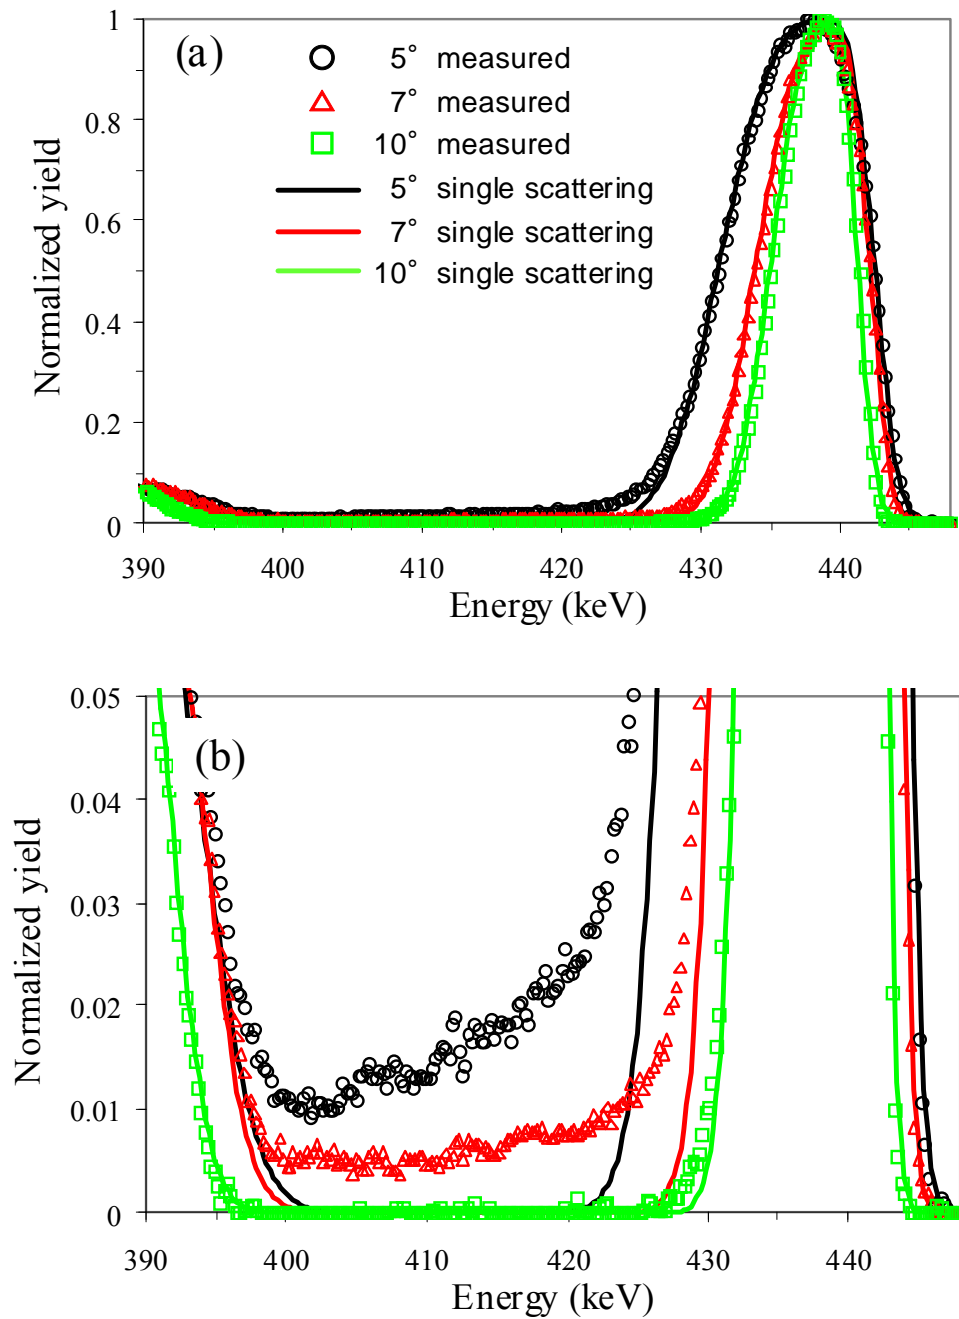 (a)
5° measured
7° measured
10° measured
5° single scattering
7° single scattering
10° single scattering
Normalized yield
1
0.8
0.6
0.4
0.2
0
390 400 410 420 430 440
Energy (keV)
(b)
Normalized yield
0.05
0.04
0.03
0.02
0.01
0
390 400 410 420 430 440
Energy (keV)